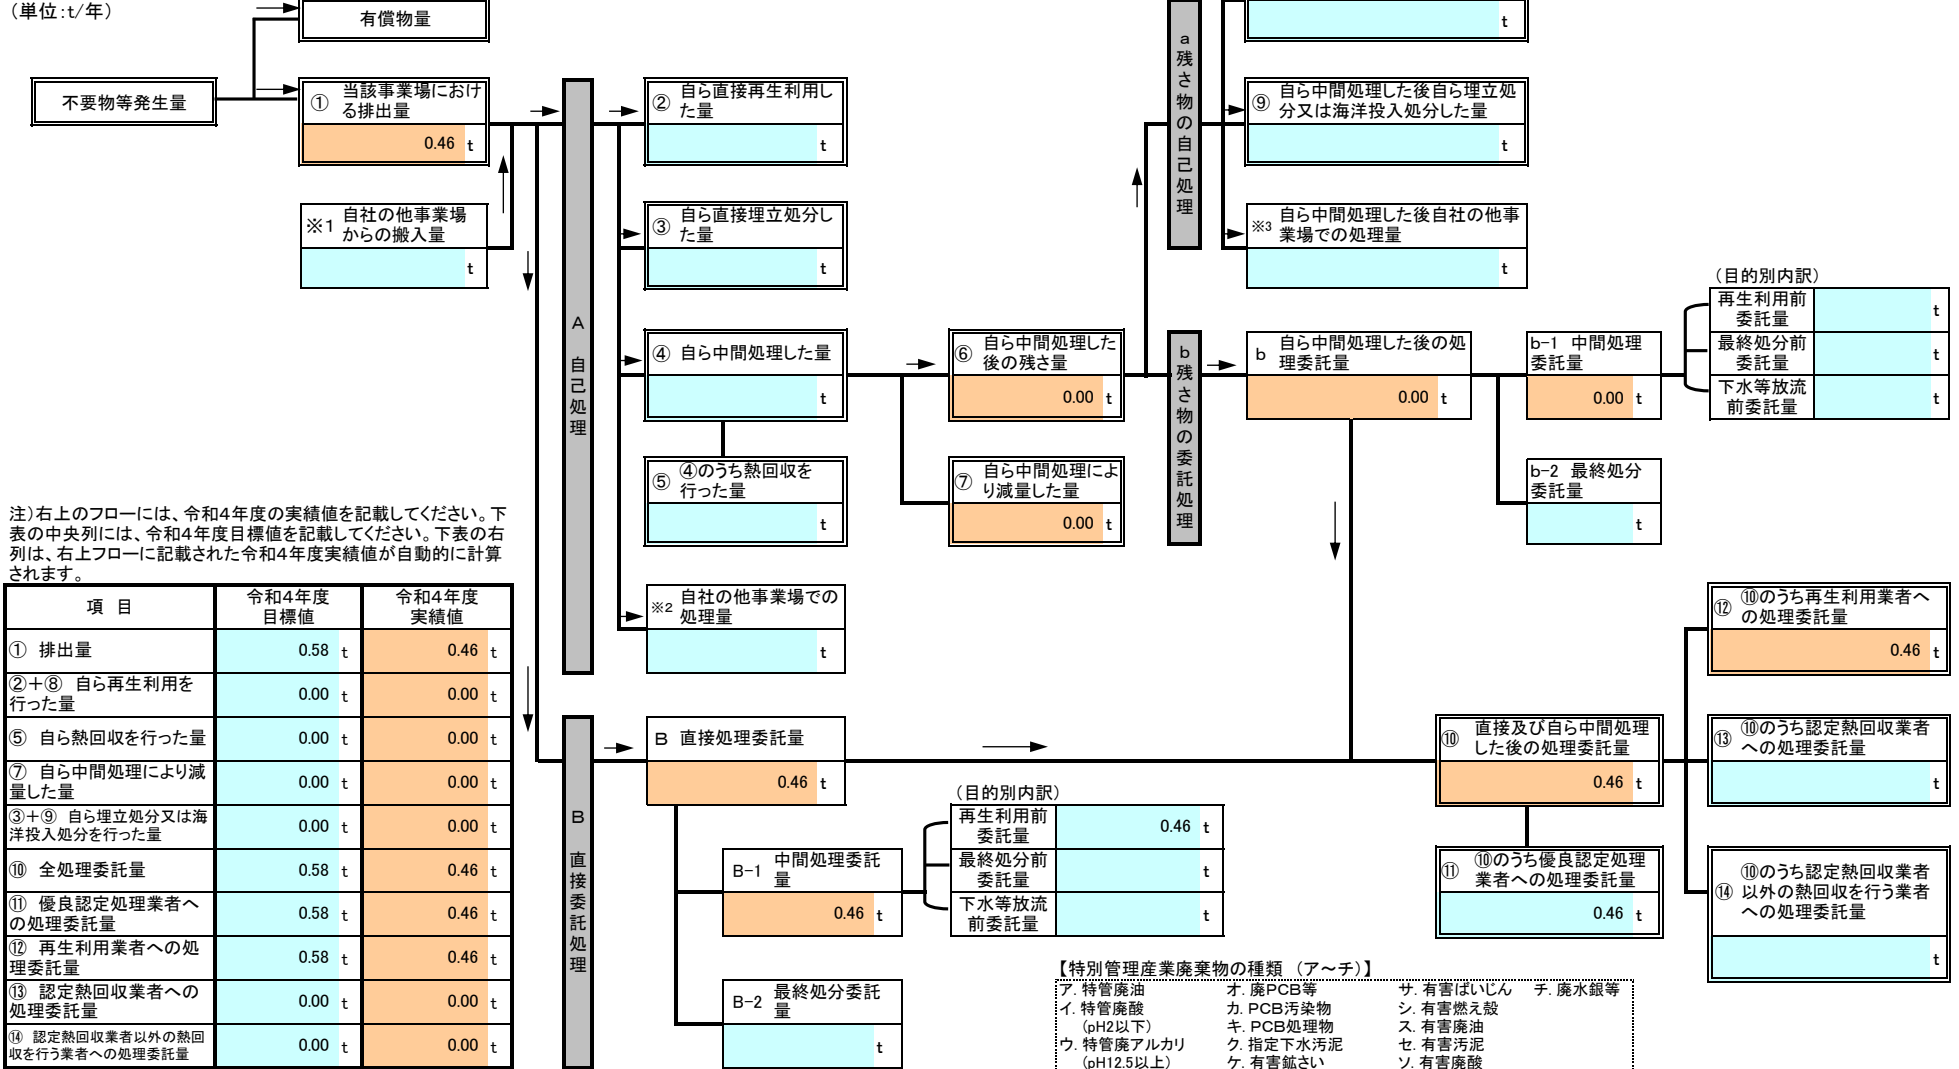 （単位：t/年）
有償物量
不要物等発生量
① 当該事業場におけ
る排出量
0.46 t
※1 自社の他事業場
からの搬入量
t
A 自己処理
② 自ら直接再生利用し
た量
t
③ 自ら直接埋立処分し
た量
t
④ 自ら中間処理した量
t
⑤ ④のうち熱回収を
行った量
t
※2 自社の他事業場での
処理量
t
⑥ 自ら中間処理した
後の残さ量
0.00 t
⑦ 自ら中間処理によ
り減量した量
0.00 t
a 残さ物の自己処理
t
⑨ 自ら中間処理した後自ら埋立処
分又は海洋投入処分した量
t
※3 自ら中間処理した後自社の他事
業場での処理量
t
b 残さ物の委託処理
b 自ら中間処理した後の処
理委託量
0.00 t
b-1 中間処理
委託量
0.00 t
b-2 最終処分
委託量
t
（目的別内訳）
再生利用前
委託量
t
最終処分前
委託量
t
下水等放流
前委託量
t
注）右上のフローには、令和4年度の実績値を記載してください。下
表の中央列には、令和4年度目標値を記載してください。下表の右
列は、右上フローに記載された令和4年度実績値が自動的に計算
されます。
項 目 令和4年度
目標値 令和4年度
実績値
① 排出量 0.58 t 0.46 t
②＋⑧ 自ら再生利用を
行った量 0.00 t 0.00 t
⑤ 自ら熱回収を行った量 0.00 t 0.00 t
⑦ 自ら中間処理により減
量した量 0.00 t 0.00 t
③＋⑨ 自ら埋立処分又は海
洋投入処分を行った量 0.00 t 0.00 t
⑩ 全処理委託量 0.58 t 0.46 t
⑪ 優良認定処理業者へ
の処理委託量 0.58 t 0.46 t
⑫ 再生利用業者への処
理委託量 0.58 t 0.46 t
⑬ 認定熱回収業者への
処理委託量 0.00 t 0.00 t
⑭ 認定熱回収業者以外の熱回
収を行う業者への処理委託量 0.00 t 0.00 t
B 直接委託処理
B 直接処理委託量
0.46 t
B-1 中間処理委託
量
0.46 t
B-2 最終処分委託
量
t
（目的別内訳）
再生利用前
委託量
0.46 t
最終処分前
委託量
t
下水等放流
前委託量
t
⑩ 直接及び自ら中間処理
した後の処理委託量
0.46 t
⑪ ⑩のうち優良認定処理
業者への処理委託量
0.46 t
⑫ ⑩のうち再生利用業者へ
の処理委託量
0.46 t
⑬ ⑩のうち認定熱回収業者
への処理委託量
t
⑭ ⑩のうち認定熱回収業者
以外の熱回収を行う業者
への処理委託量
t
【特別管理産業廃棄物の種類 （ア～チ）】
ア. 特管廃油 オ. 廃PCB等 サ. 有害ばいじん チ. 廃水銀等
イ. 特管廃酸 カ. PCB汚染物 シ. 有害燃え殻
（pH2以下） キ. PCB処理物 ス. 有害廃油
ウ. 特管廃アルカリ ク. 指定下水汚泥 セ. 有害汚泥
（pH12.5以上） ケ. 有害鉱さい ソ. 有害廃酸